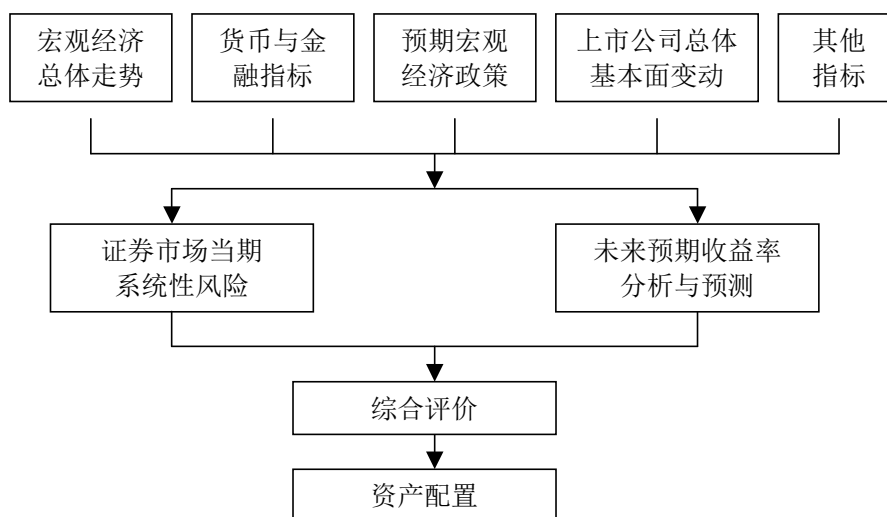 宏观经济
总体走势
货币与金
融指标
预期宏观
经济政策
上市公司总体
基本面变动
其他
指标
证券市场当期
系统性风险
未来预期收益率
分析与预测
综合评价
资产配置